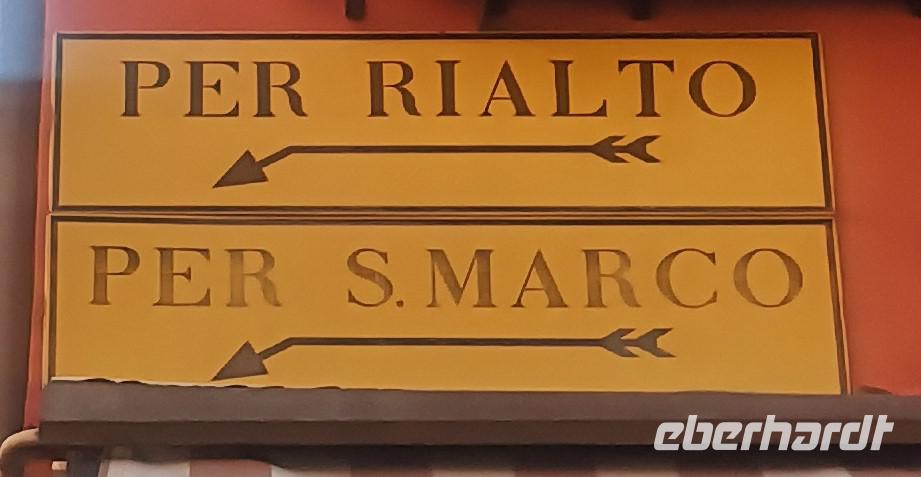 PER RIALTO
PER S. MARCO
eberhardt